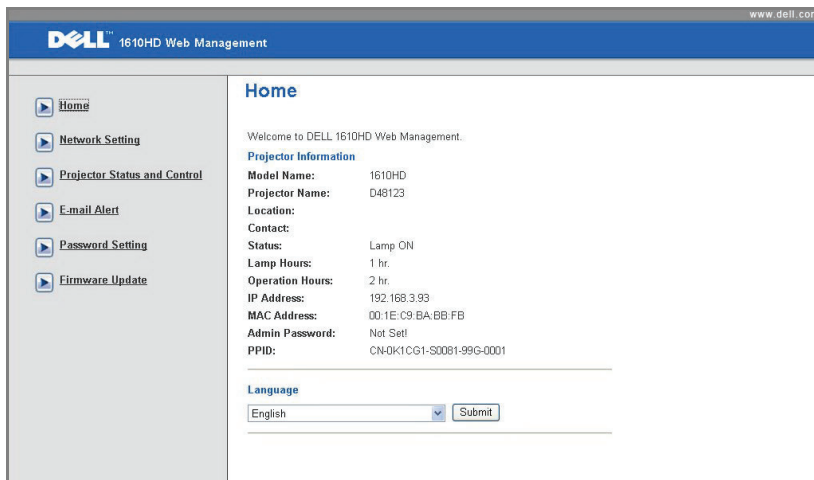 www.dell.com
DELL™ 1610HD Web Management
Home
Network Setting
Projector Status and Control
E-mail Alert
Password Setting
Firmware Update
Home
Welcome to DELL 1610HD Web Management.
Projector Information
Model Name: 1610HD
Projector Name: D48123
Location:
Contact:
Status: Lamp ON
Lamp Hours: 1 hr.
Operation Hours: 2 hr.
IP Address: 192.168.3.93
MAC Address: 00:1E:C9:BA:BB:FB
Admin Password: Not Set!
PPID: CN-0K1CG1-S0081-99G-0001
Language
English Submit